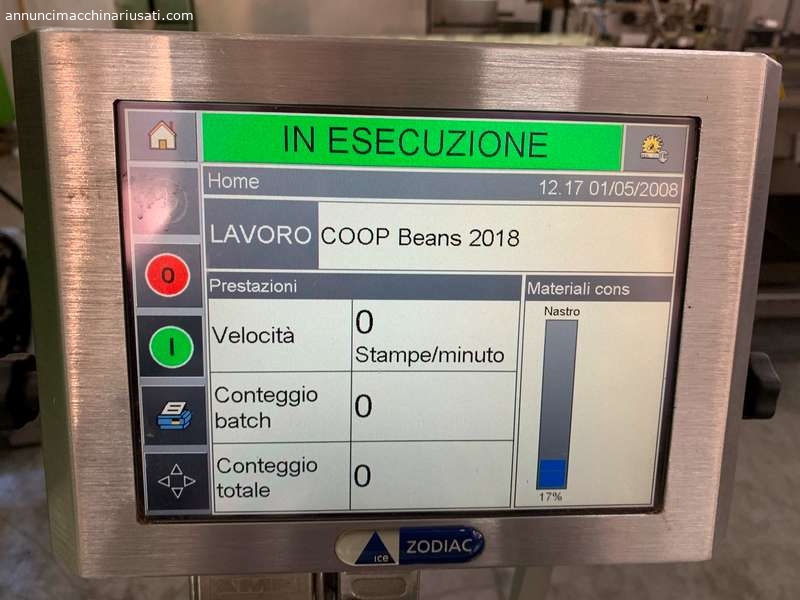 annuncimacchinariusati.com
IN ESECUZIONE
Home
12.17 01/05/2008
LAVORO COOP Beans 2018
Prestazioni
Materiali cons
Velocità
0
Stampe/minuto
Nastro
Conteggio
batch
0
Conteggio
totale
0
17%
O
I
ice ZODIAC